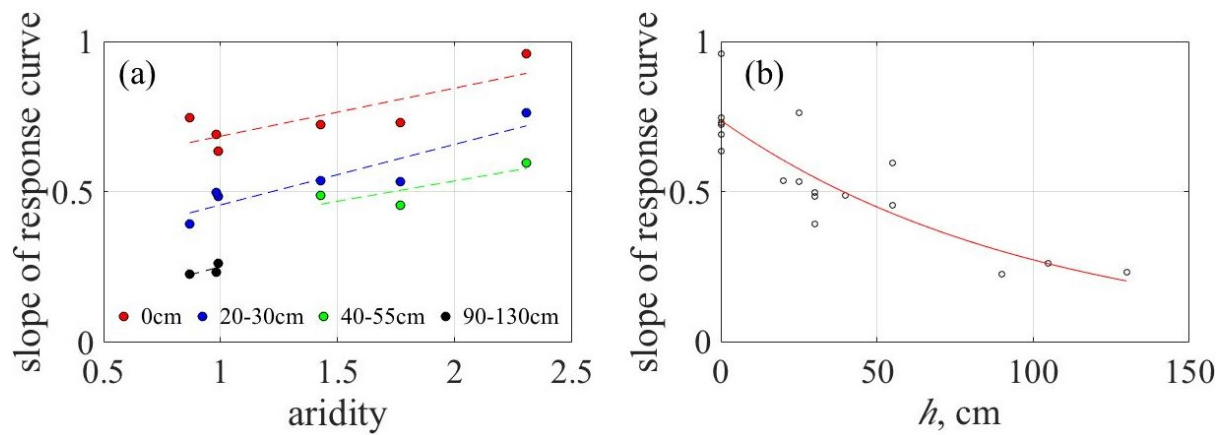 slope of response curve
1
0.5
0
(a)
0cm 20-30cm 40-55cm 90-130cm
0.5 1 1.5 2 2.5
aridity
slope of response curve
1
0.5
0
(b)
0 50 100 150
h, cm